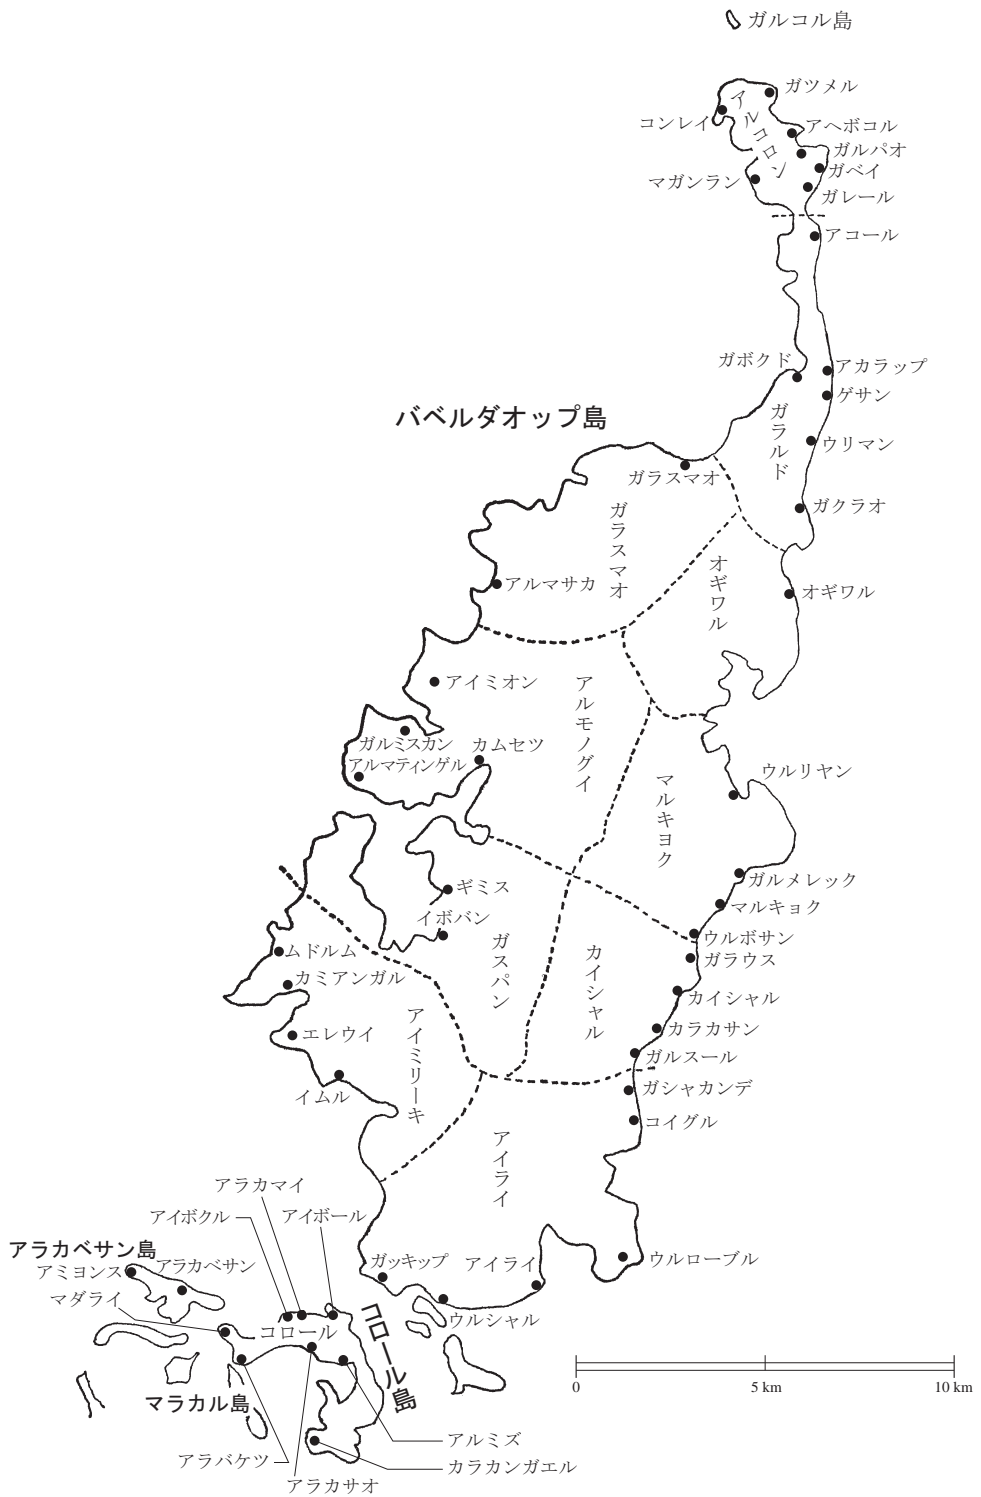 ガルコル島
ガツメル
コンレイ
アルコロン
アヘボコル
ガルパオ
ガベイ
マガンラン
ガレール
アコール
ガボクド
アカラップ
ゲサン
バベルダオップ島
ガラルド
ウリマン
ガラスマオ
ガクラオ
ガラスマオ
オギワル
アルマサカ
オギワル
アイミオン
アルモノグイ
ガルミスカン
カムセツ
アルマティンゲル
ウルリヤン
マルキヨク
ガルメレック
ギミス
マルキョク
イボバン
ウルボサン
ガスパン
カイシャル
ムドルム
ガラウス
カミアンガル
カイシャル
アイミリーキ
エレウイ
カラカサン
ガルスール
イムル
ガシャカンデ
コイグル
アイライ
アラカマイ
アイボクル
アイボール
アラカベサン島
アラカベサン
アミヨンス
ガッキップ
アイライ
ウルローブル
マダライ
コロール
コロール島
ウルシャル
マラカル島
0
5 km
10 km
アルミズ
アラバケツ
カラカンガエル
アラカサオ